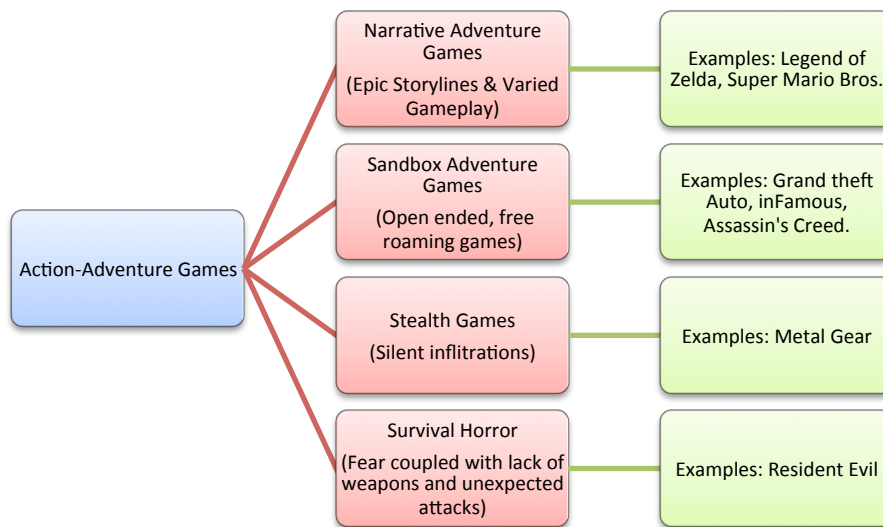 Action-Adventure Games
Narrative Adventure
Games
(Epic Storylines & Varied
Gameplay)
Examples: Legend of
Zelda, Super Mario Bros.
Sandbox Adventure
Games
(Open ended, free
roaming games)
Examples: Grand theft
Auto, inFamous,
Assassin's Creed.
Stealth Games
(Silent inflitrations)
Examples: Metal Gear
Survival Horror
(Fear coupled with lack of
weapons and unexpected
attacks)
Examples: Resident Evil